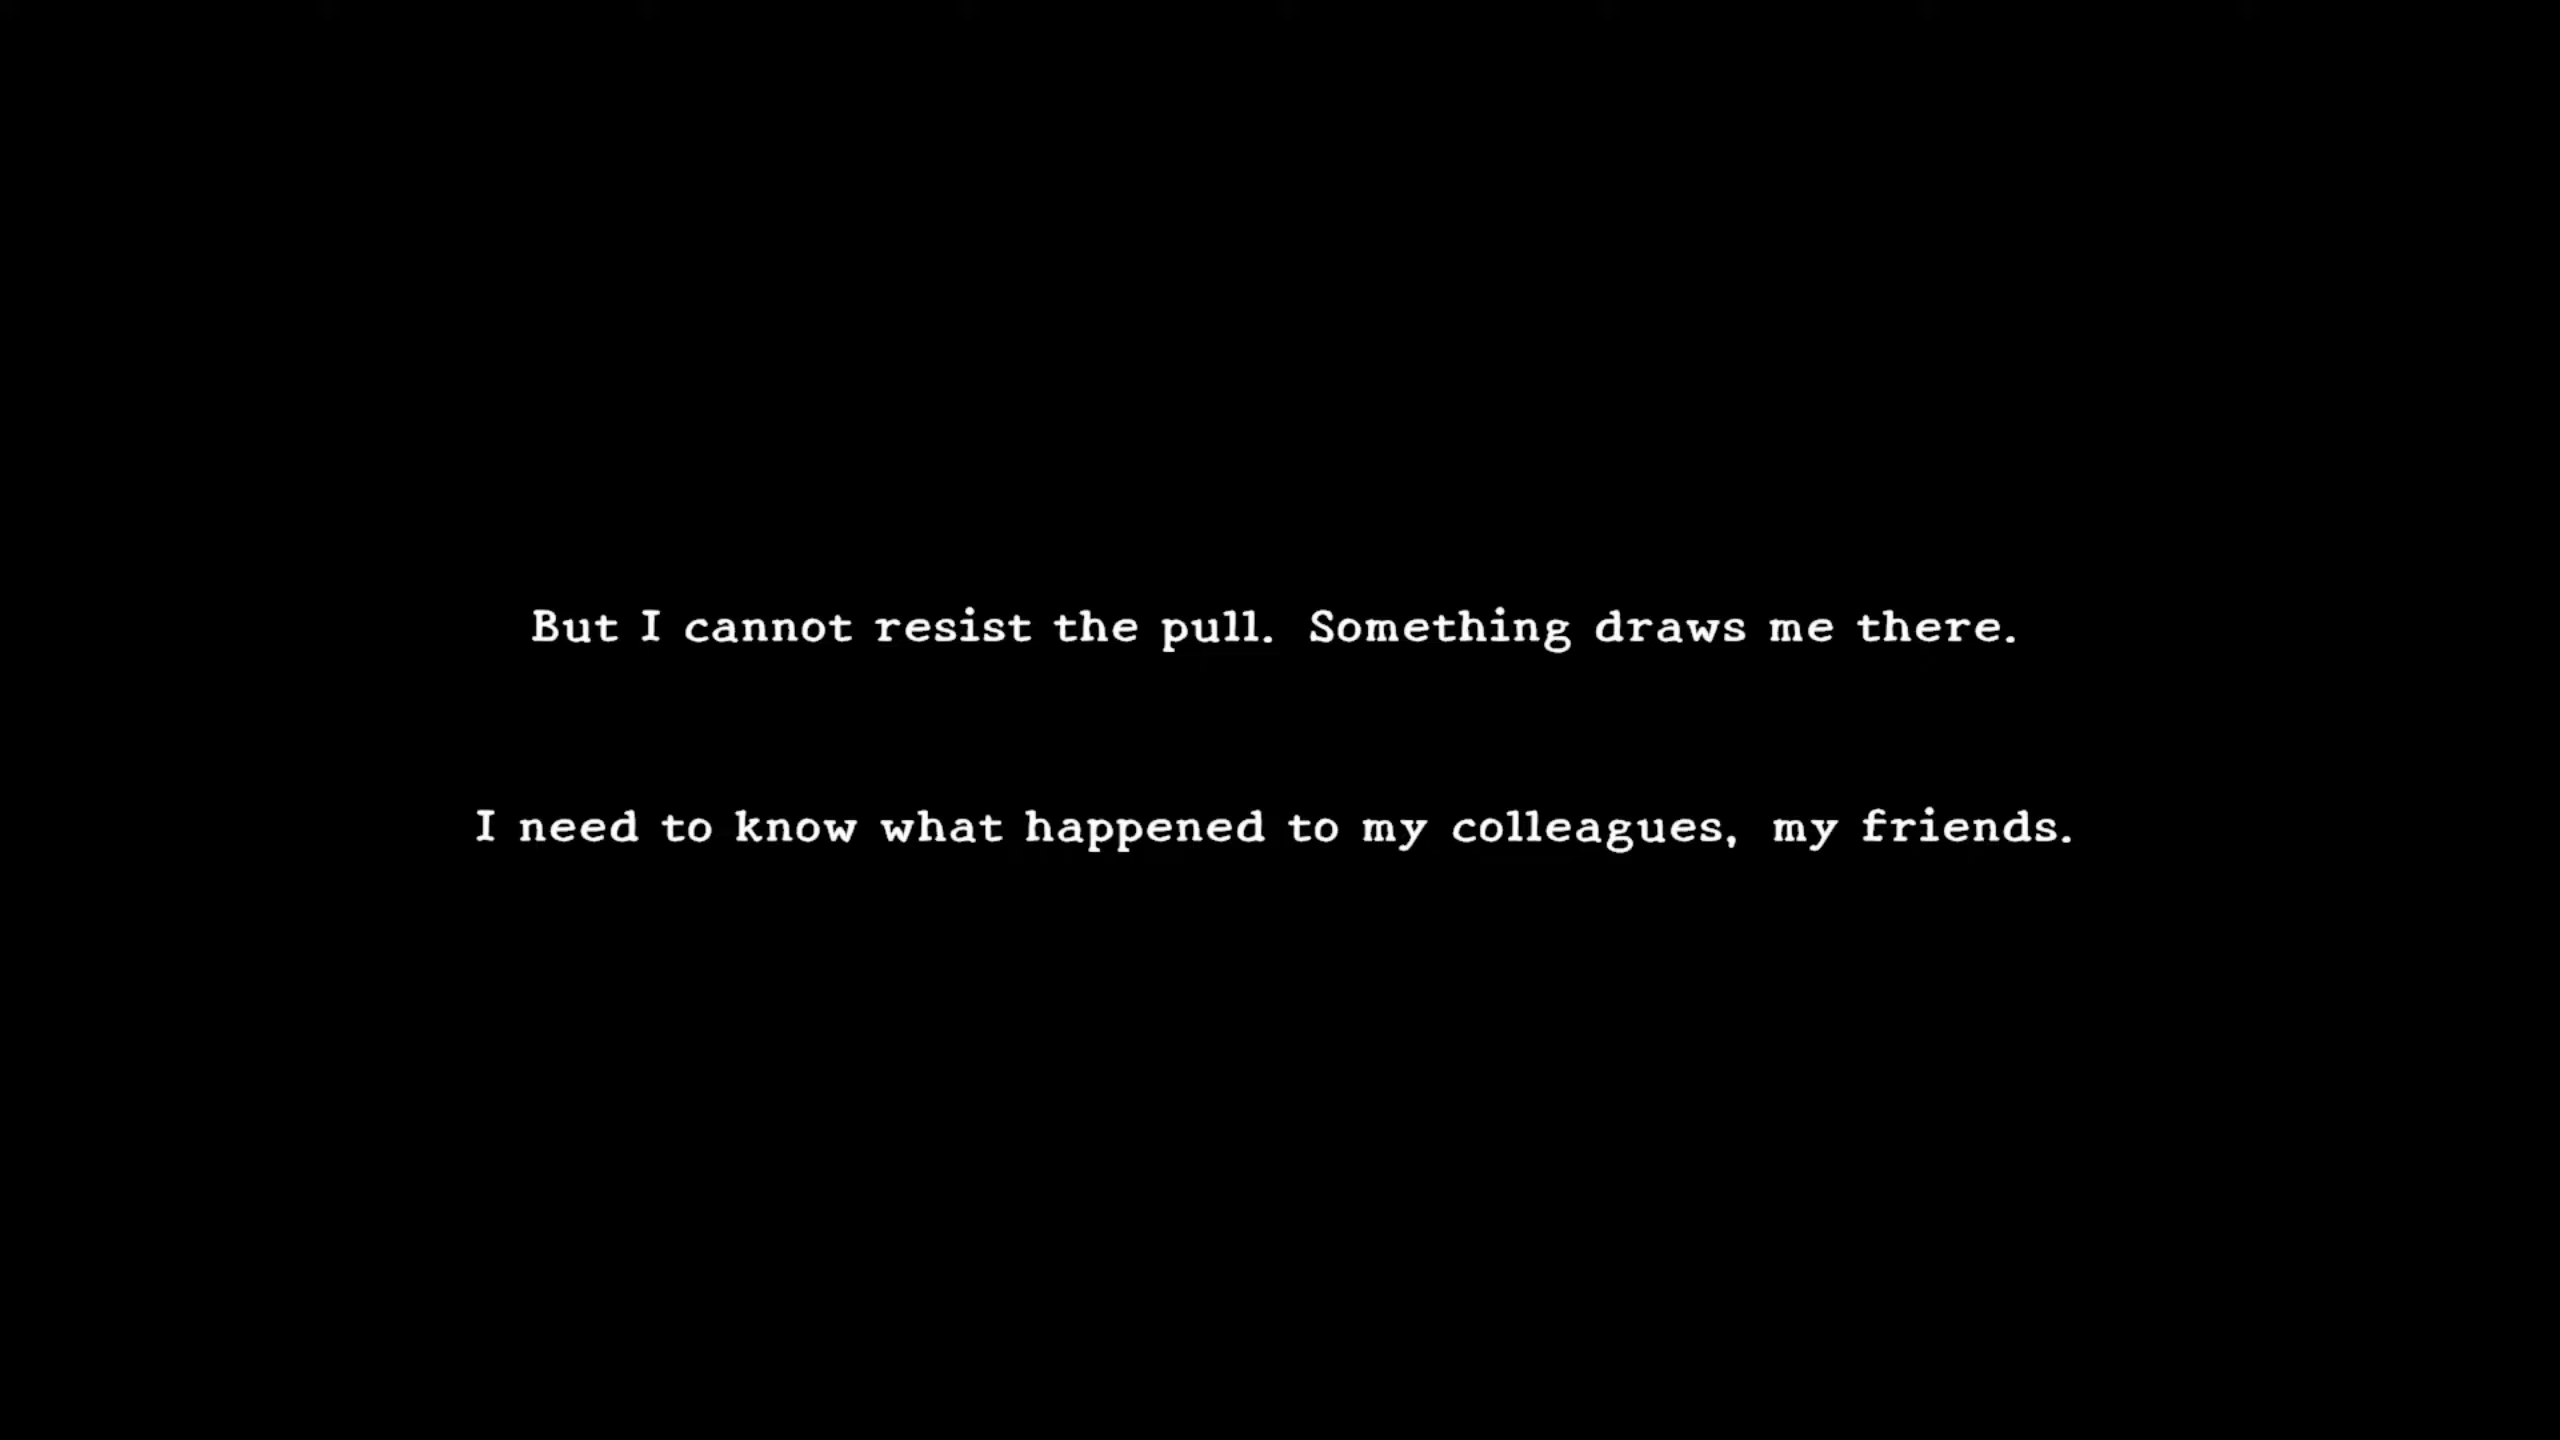 But I cannot resist the pull. Something draws me there.
I need to know what happened to my colleagues, my friends.